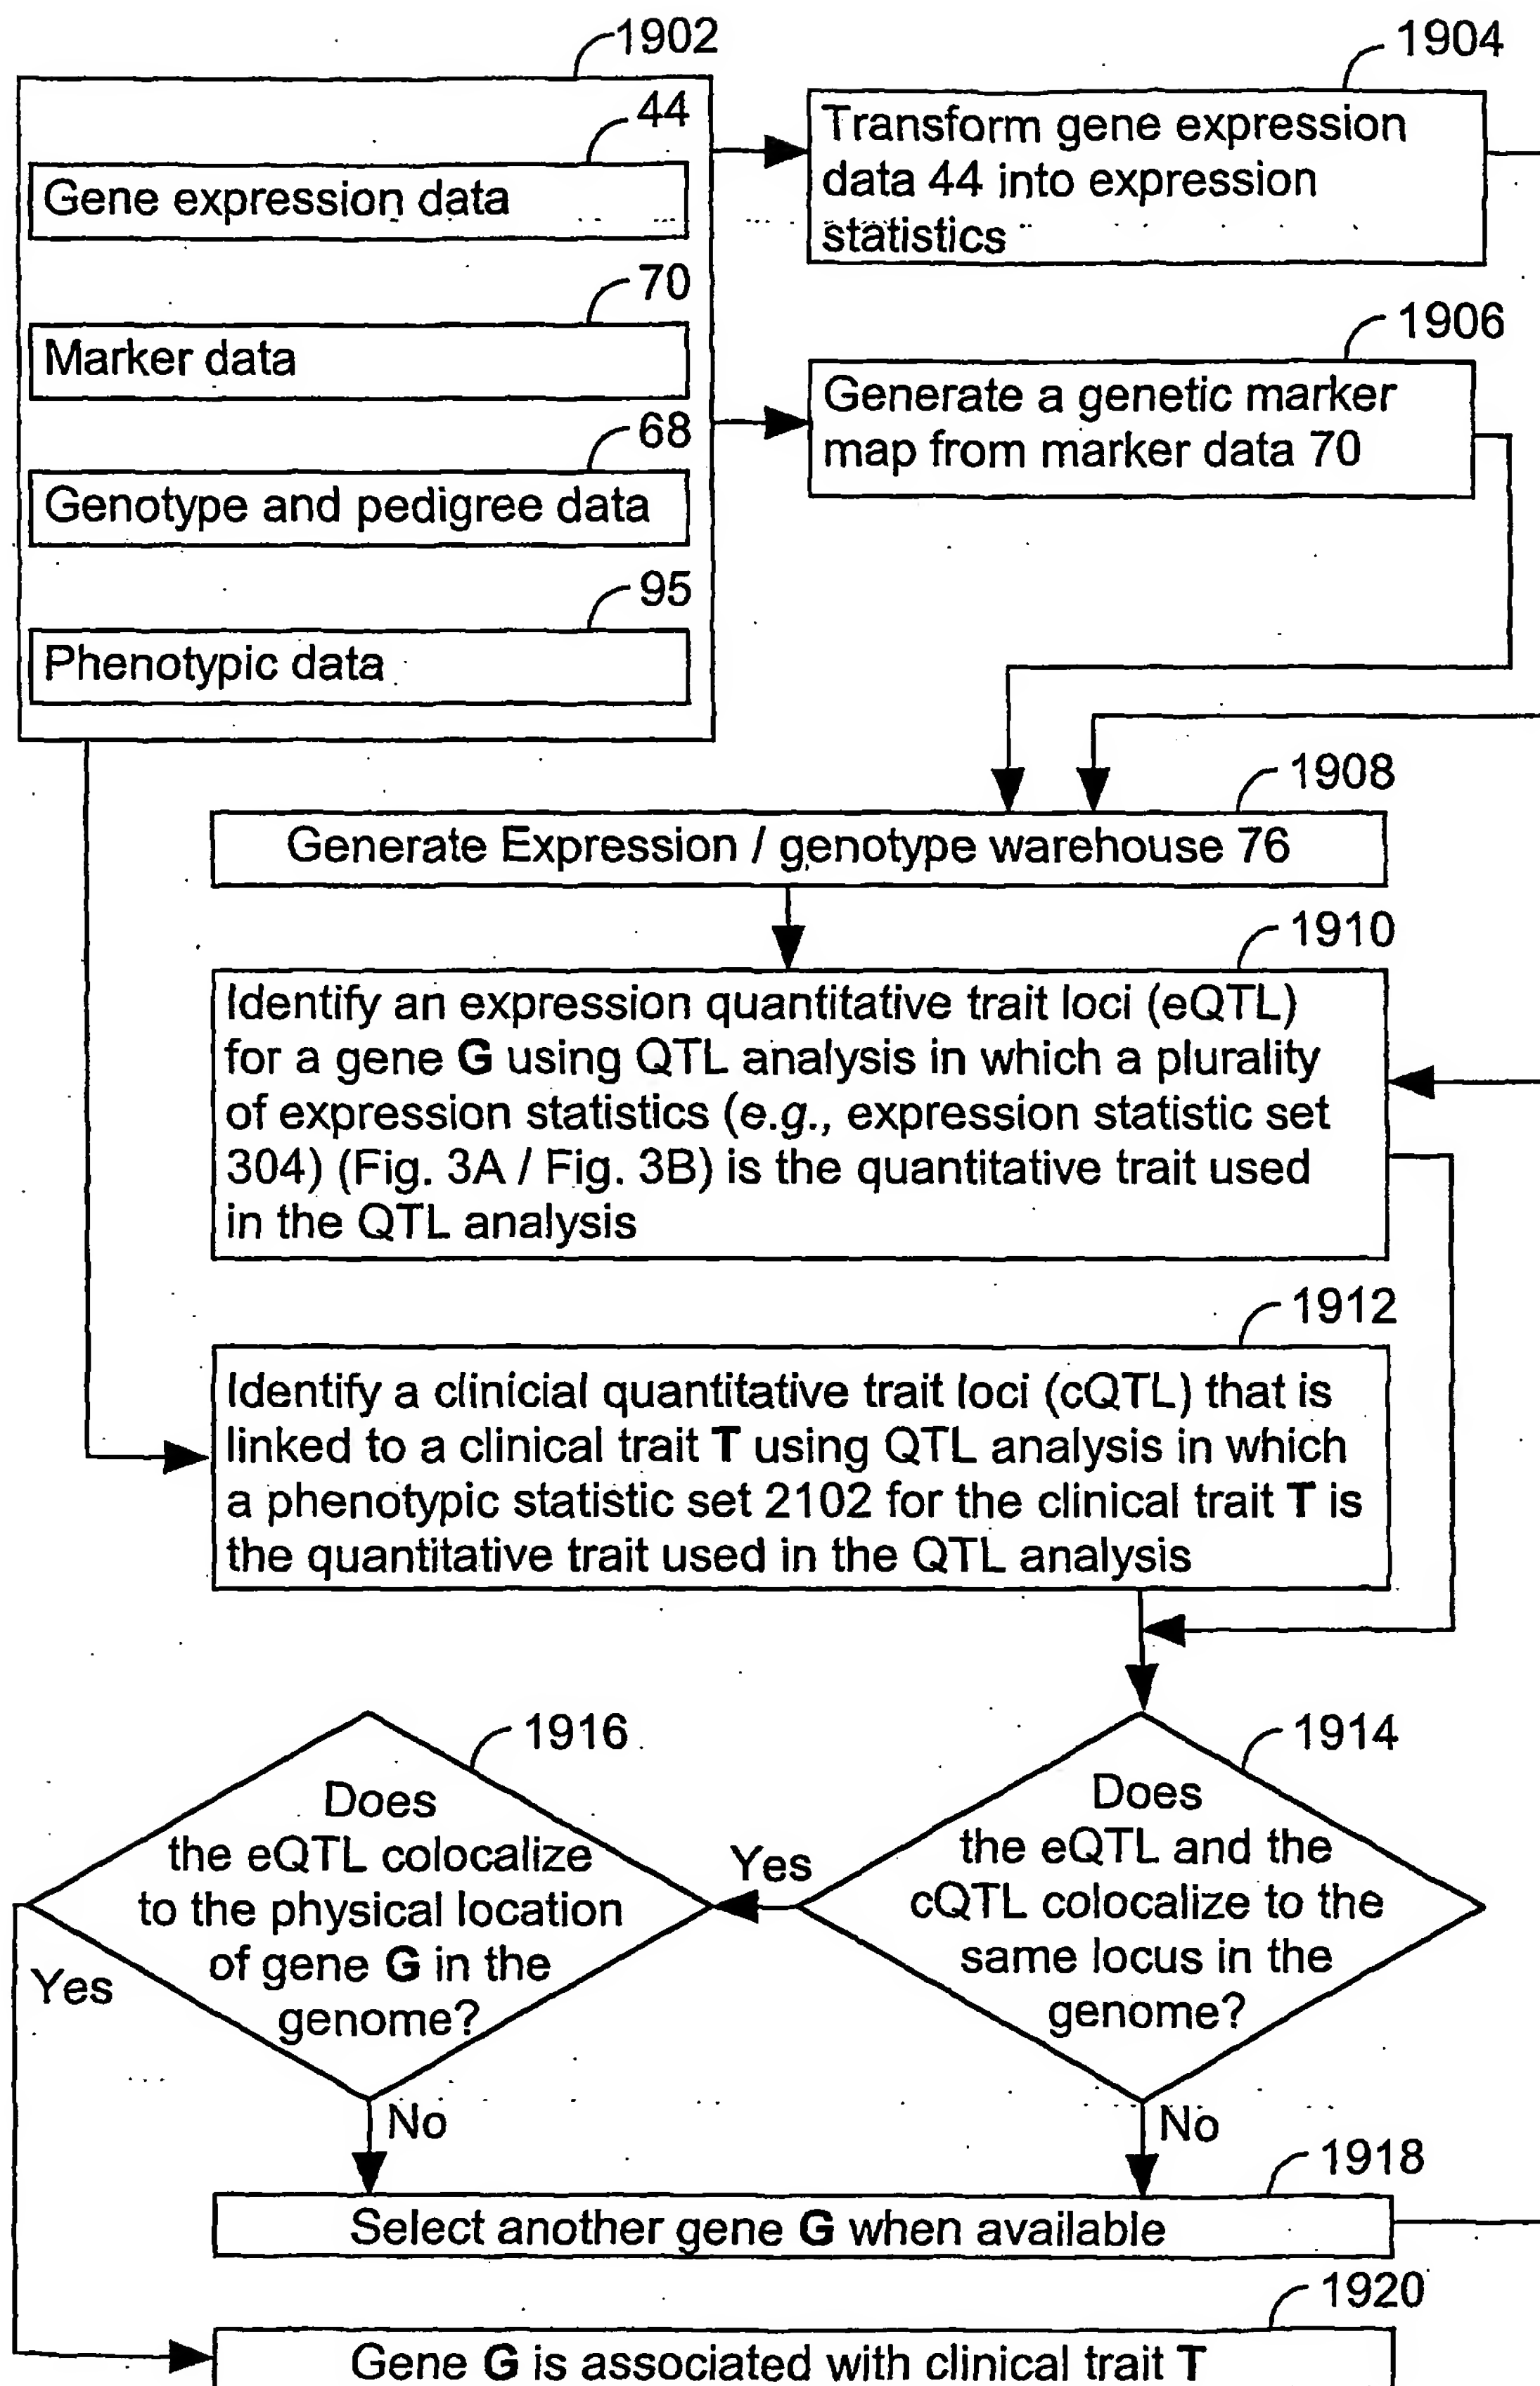 1902
44
Gene expression data
70
Marker data
68
Genotype and pedigree data
95
Phenotypic data
1904
Transform gene expression
data 44 into expression
statistics
1906
Generate a genetic marker
map from marker data 70
1908
Generate Expression / genotype warehouse 76
1910
Identify an expression quantitative trait loci (eQTL)
for a gene G using QTL analysis in which a plurality
of expression statistics (e.g., expression statistic set
304) (Fig. 3A / Fig. 3B) is the quantitative trait used
in the QTL analysis
1912
Identify a clinicial quantitative trait loci (cQTL) that is
linked to a clinical trait T using QTL analysis in which
a phenotypic statistic set 2102 for the clinical trait T is
the quantitative trait used in the QTL analysis
1914
Does
the eQTL and the
cQTL colocalize to the
same locus in the
genome?
Yes
No
1916
Does
the eQTL colocalize
to the physical location
of gene G in the
genome?
Yes
No
1918
Select another gene G when available
1920
Gene G is associated with clinical trait T